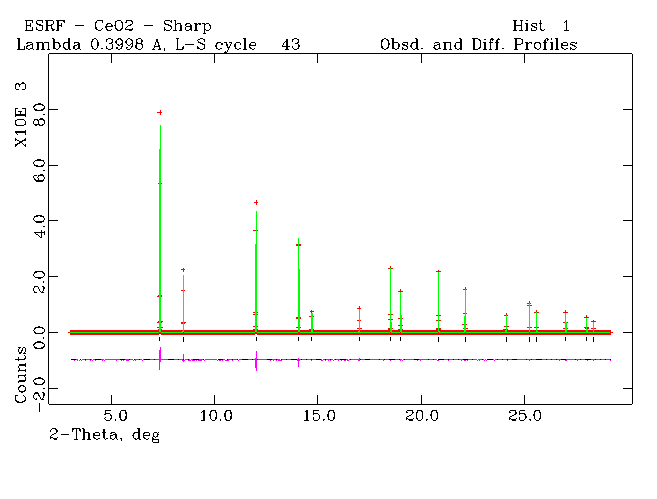 ESRF - CeO2 - Sharp Hist 1
Lambda 0.3998 A, L-S cycle 43 Obsd. and Diff. Profiles
X10E 3
8.0
6.0
4.0
2.0
0.0
-2.0
Counts
5.0 10.0 15.0 20.0 25.0
2-Theta, deg